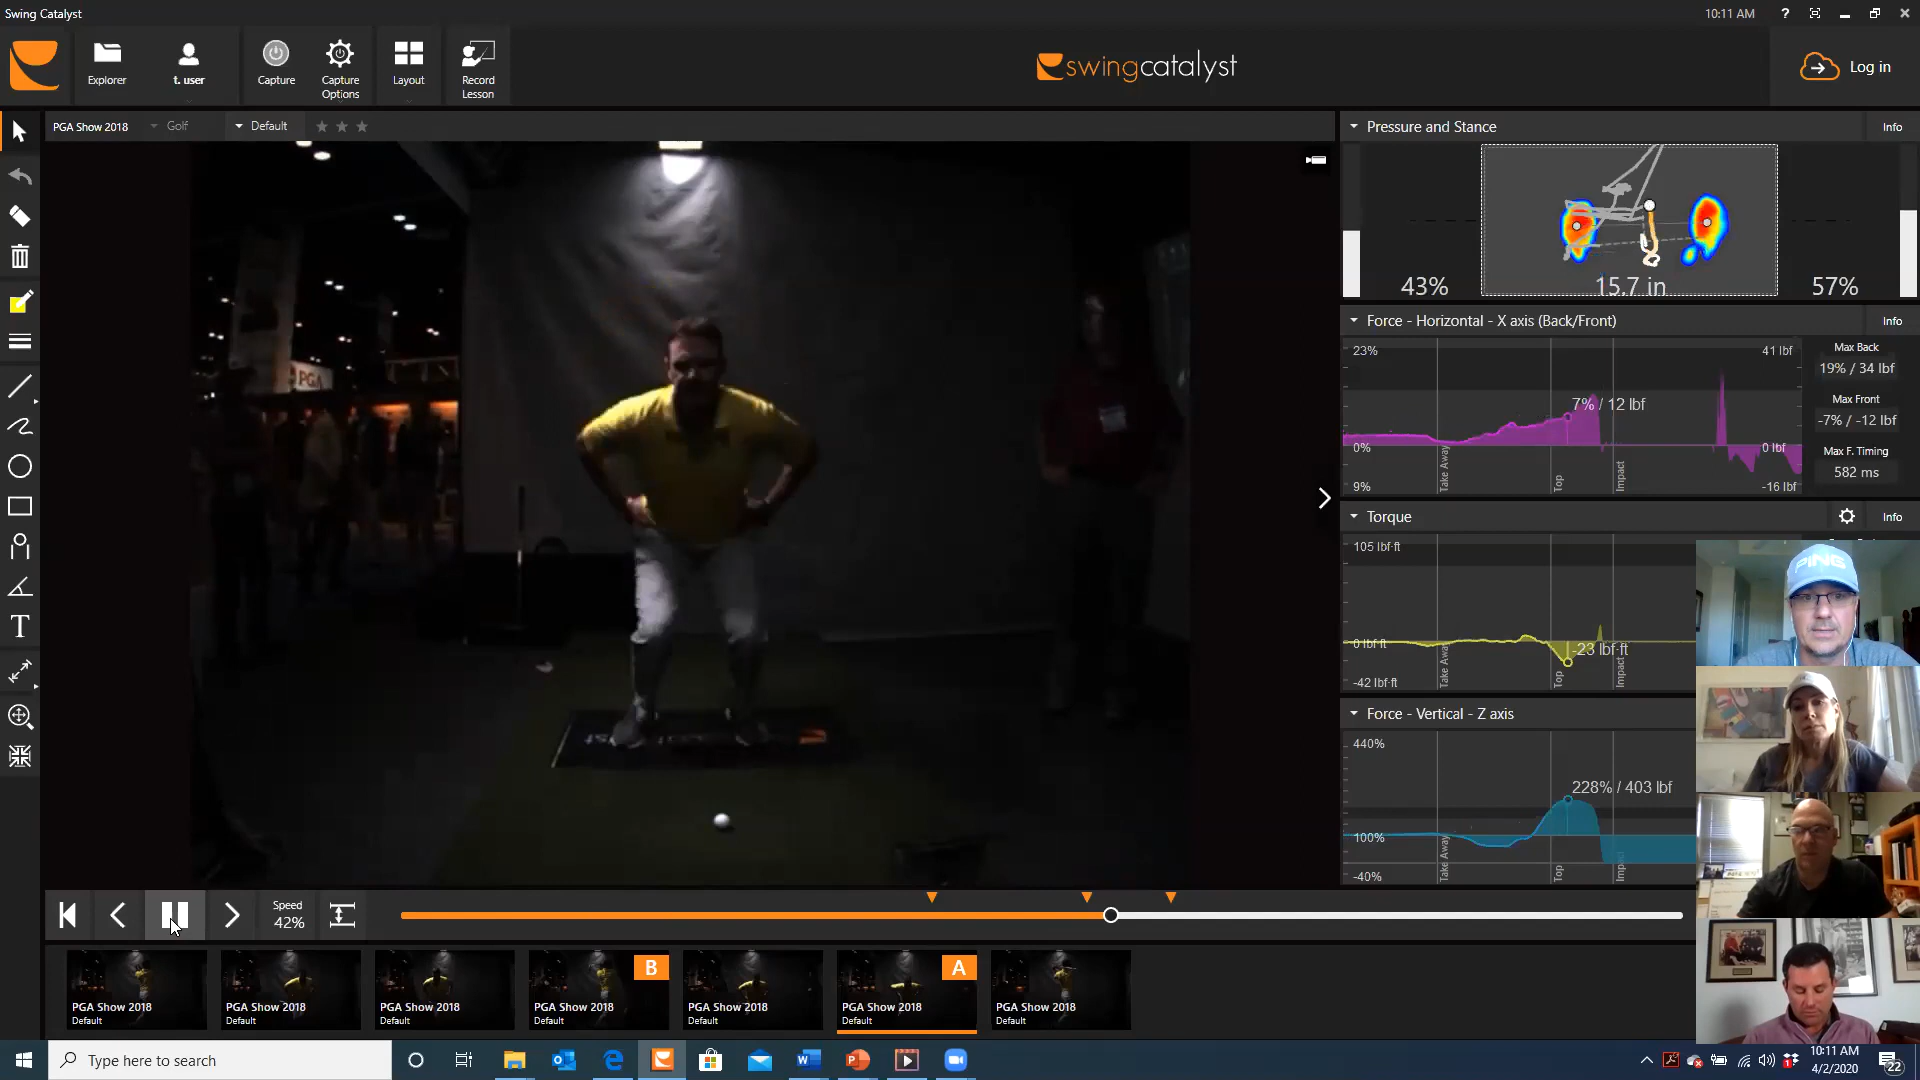 Swing Catalyst
10:11 AM
?
Explorer
t. user
Capture
Capture
Options
Layout
Record
Lesson
swingcatalyst
Log in
PGA Show 2018
Golf
Default
Pressure and Stance
Info
43%
15.7 in
57%
Force - Horizontal - X axis (Back/Front)
Info
23%
41 lbf
7% / 12 lbf
0%
0 lbf
9%
-16 lbf
Take Away
Top
Impact
Max Back
19% / 34 lbf
Max Front
-7% / -12 lbf
Max F. Timing
582 ms
Torque
Info
105 lbf·ft
0 lbf·ft
-23 lbf·ft
-42 lbf·ft
Take Away
Top
Impact
Force - Vertical - Z axis
440%
228% / 403 lbf
100%
-40%
Take Away
Top
Impact
PGA
PING
T
Speed
42%
PGA Show 2018
Default
PGA Show 2018
Default
PGA Show 2018
Default
B
PGA Show 2018
Default
PGA Show 2018
Default
A
PGA Show 2018
Default
PGA Show 2018
Default
Type here to search
10:11 AM
4/2/2020
22